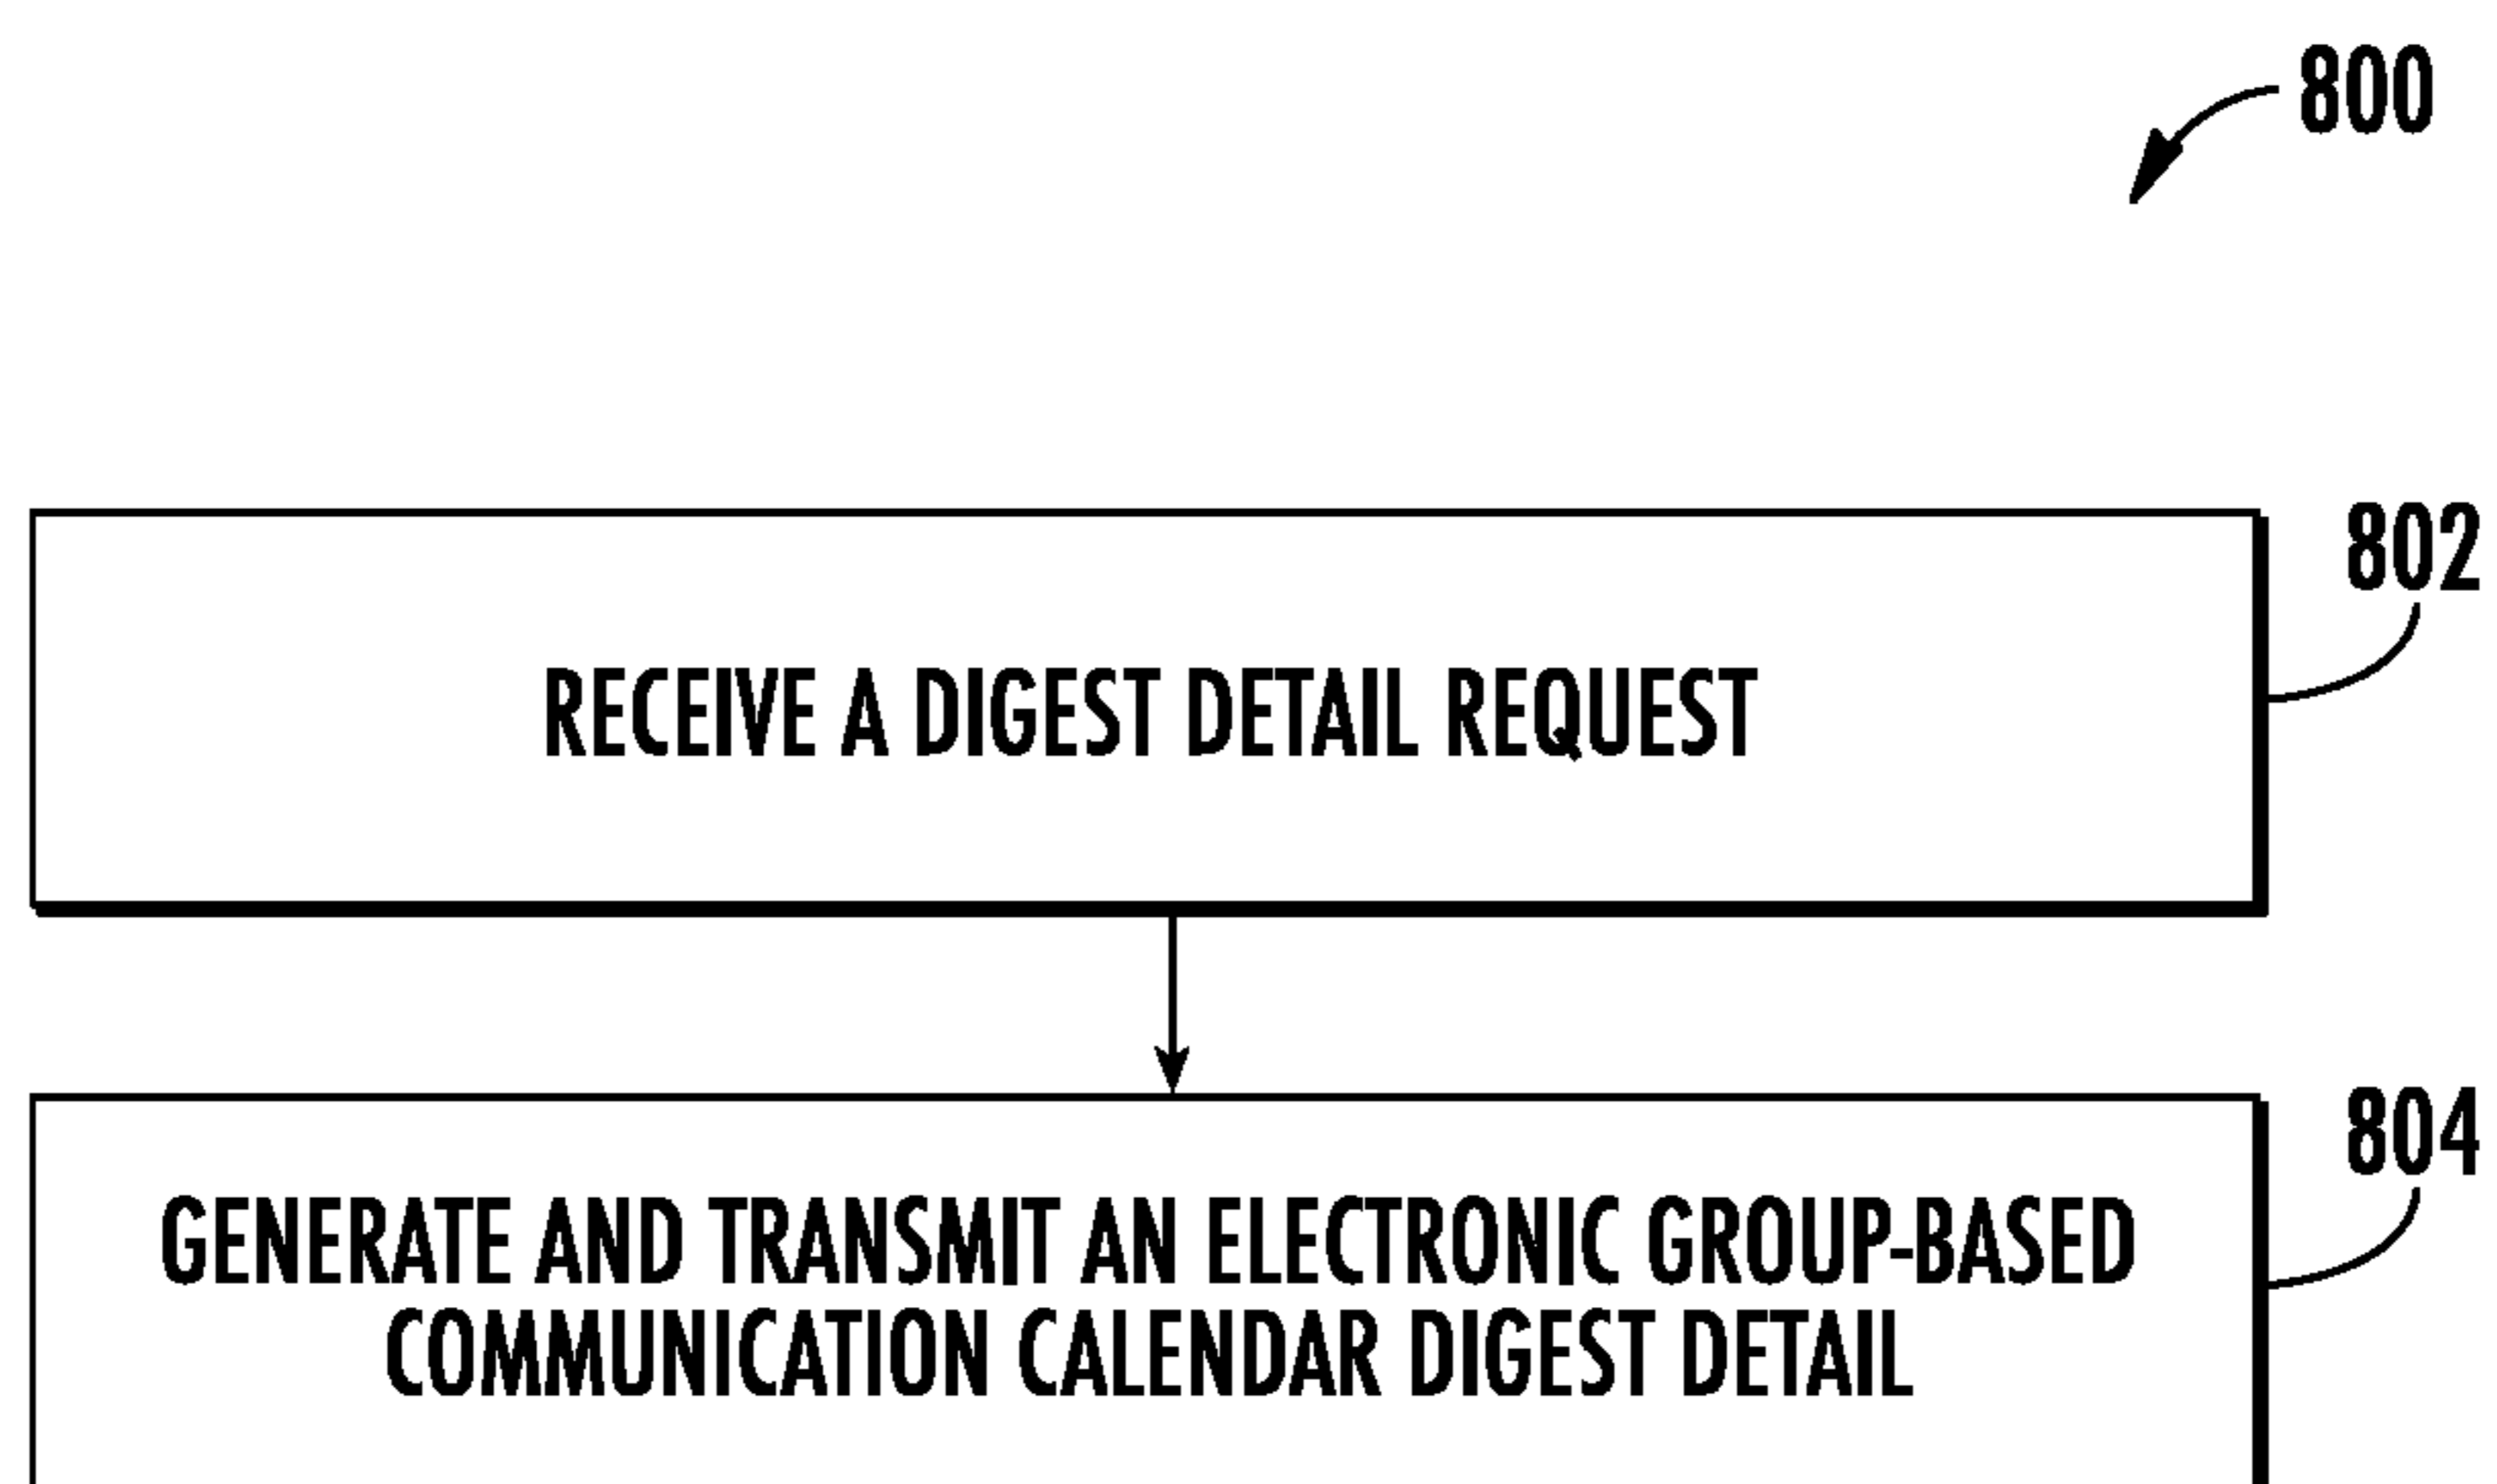 800
802
RECEIVE A DIGEST DETAIL REQUEST
804
GENERATE AND TRANSMIT AN ELECTRONIC GROUP-BASED
COMMUNICATION CALENDAR DIGEST DETAIL